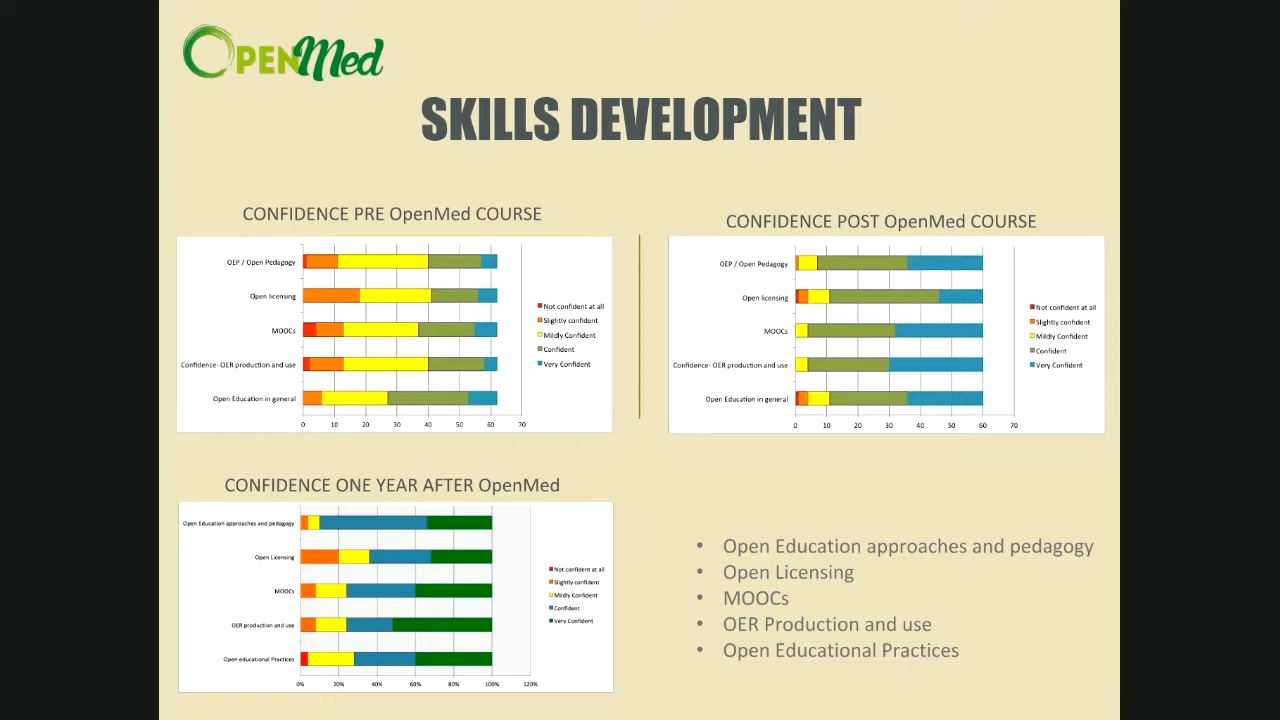 OPENMed
SKILLS DEVELOPMENT
CONFIDENCE PRE OpenMed COURSE
OEP / Open Pedagogy
Open licensing
MOOCs
Confidence- OER production and use
Open Education in general
0 10 20 30 40 50 60 70
Not confident at all
Slightly confident
Mildly Confident
Confident
Very Confident
CONFIDENCE POST OpenMed COURSE
OEP / Open Pedagogy
Open licensing
MOOCs
Confidence- OER production and use
Open Education in general
0 10 20 30 40 50 60 70
Not confident at all
Slightly confident
Mildly Confident
Confident
Very Confident
CONFIDENCE ONE YEAR AFTER OpenMed
Open Education approaches and pedagogy
Open Licensing
MOOCs
OER production and use
Open educational Practices
0% 20% 40% 60% 80% 100% 120%
Not confident at all
Slightly confident
Mildly Confident
Confident
Very Confident
• Open Education approaches and pedagogy
• Open Licensing
• MOOCs
• OER Production and use
• Open Educational Practices